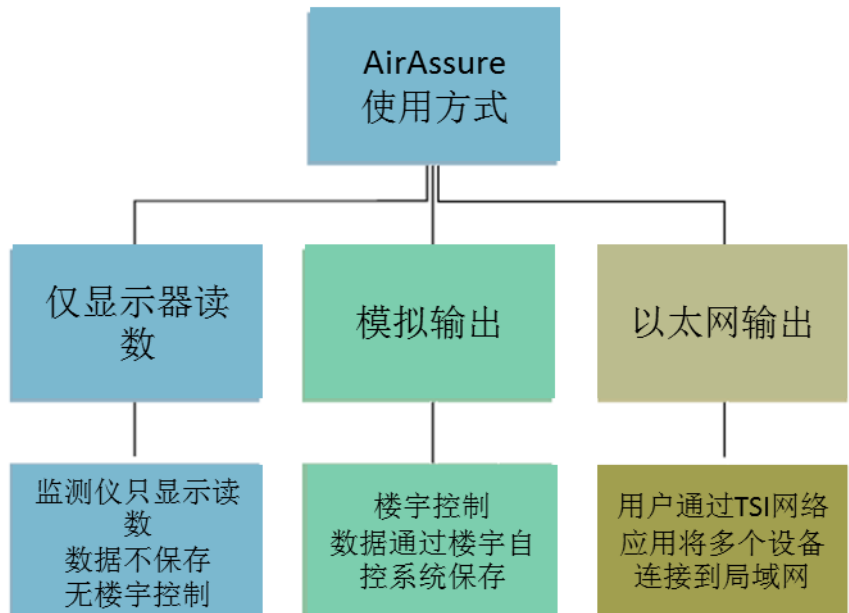 AirAssure
使用方式
仅显示器读
数
模拟输出
以太网输出
监测仪只显示读
数
数据不保存
无楼宇控制
楼宇控制
数据通过楼宇自
控系统保存
用户通过TSI网络
应用将多个设备
连接到局域网